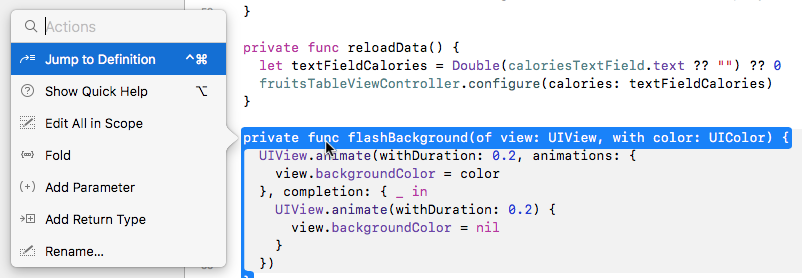 Actions
Jump to Definition ^⌘
Show Quick Help ⌥
Edit All in Scope
Fold
Add Parameter
Add Return Type
Rename...
}
private func reloadData() {
let textFieldCalories = Double(caloriesTextField.text ?? "") ?? 0
fruitsTableViewController.configure(calories: textFieldCalories)
}
private func flashBackground(of view: UIView, with color: UIColor) {
UIView.animate(withDuration: 0.2, animations: {
view.backgroundColor = color
}, completion: { _ in
UIView.animate(withDuration: 0.2) {
view.backgroundColor = nil
}
})
}